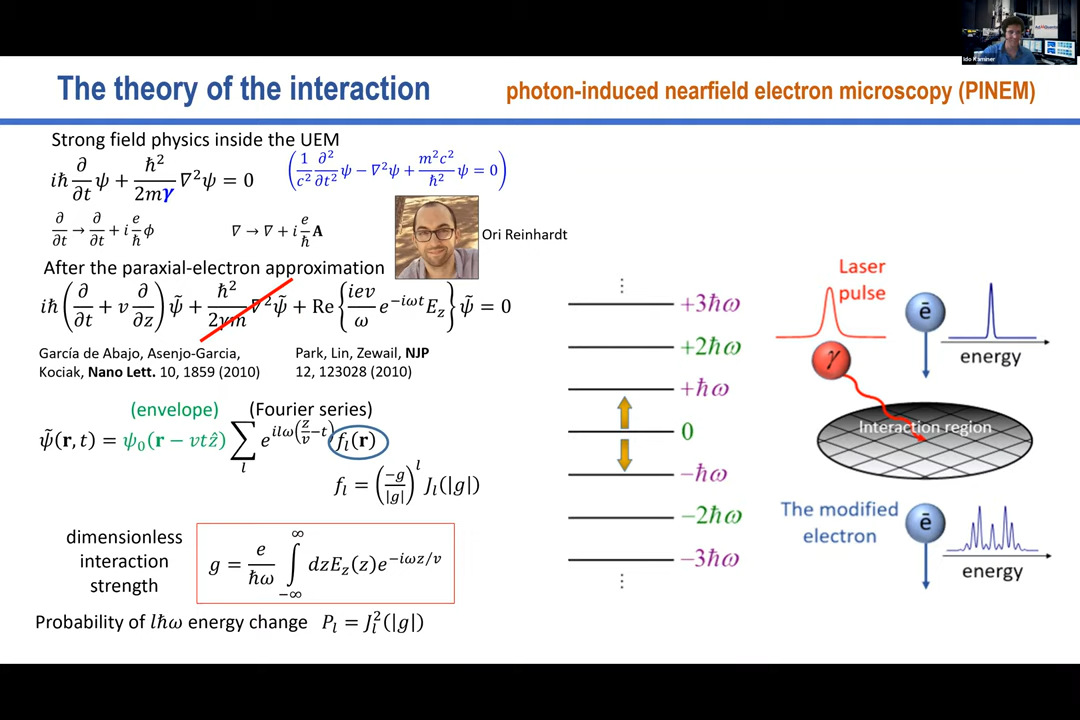 AdQuanta
Ido Kaminer
The theory of the interaction
photon-induced nearfield electron microscopy (PINEM)
Strong field physics inside the UEM
iħ ∂/∂t ψ + ħ²/2mγ ∇²ψ = 0
(1/c² ∂²/∂t² ψ − ∇²ψ + m²c²/ħ² ψ = 0)
∂/∂t → ∂/∂t + i e/ħ ϕ
∇ → ∇ + i e/ħ A
Ori Reinhardt
After the paraxial-electron approximation
iħ (∂/∂t + v ∂/∂z) ψ̃ + ħ²/2γm ∇²ψ̃ + Re {iev/ω e^{−iωt} E_z} ψ̃ = 0
García de Abajo, Asenjo-Garcia,
Kociak, Nano Lett. 10, 1859 (2010)
Park, Lin, Zewail, NJP
12, 123028 (2010)
(envelope) (Fourier series)
ψ̃(r, t) = ψ₀(r − vtẑ) ∑_l e^{ilω(z/v − t)} f_l(r)
f_l = (−g/|g|)^l J_l(|g|)
dimensionless
interaction
strength
g = e/ħω ∫_{−∞}^{∞} dzE_z(z)e^{−iωz/v}
Probability of lħω energy change P_l = J_l²(|g|)
⋮
+3ħω
+2ħω
+ħω
0
−ħω
−2ħω
−3ħω
⋮
Laser
pulse
γ
ē
energy
Interaction region
The modified
electron
ē
energy